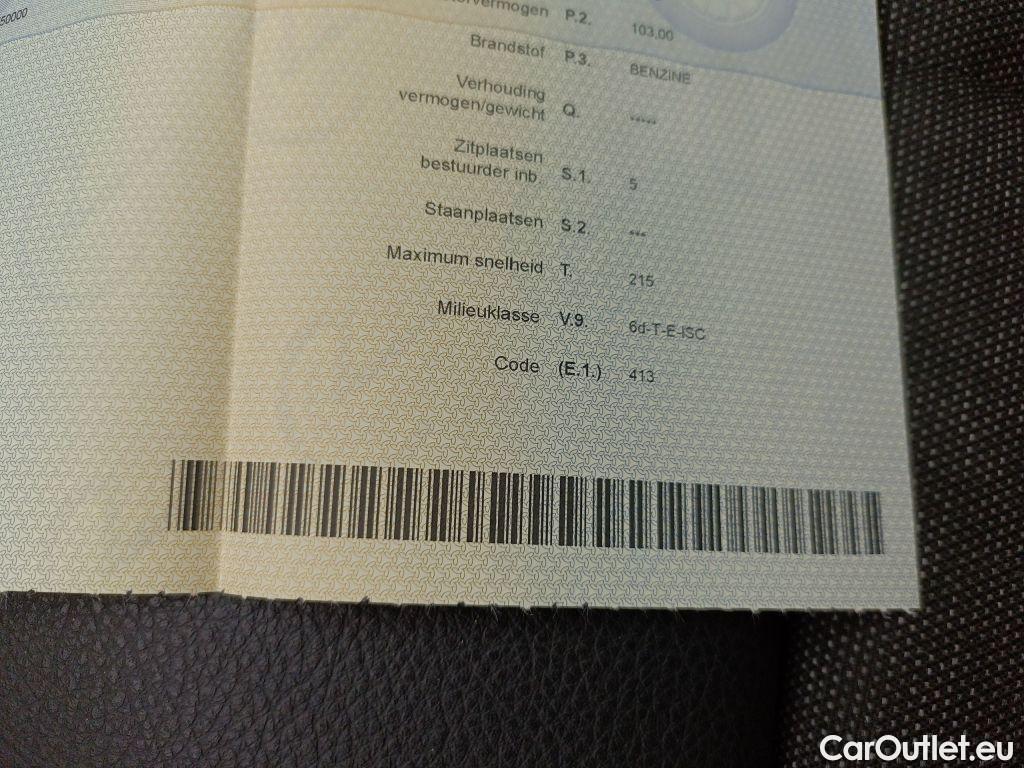 50000
vermogen P.2. 103,00
Brandstof P.3. BENZINE
Verhouding
vermogen/gewicht Q. *****
Zitplaatsen
bestuurder inb. S.1. 5
Staanplaatsen S.2. ***
Maximum snelheid T. 215
Milieuklasse V.9. 6d-T-E-ISC
Code (E.1.) 413
CarOutlet.eu